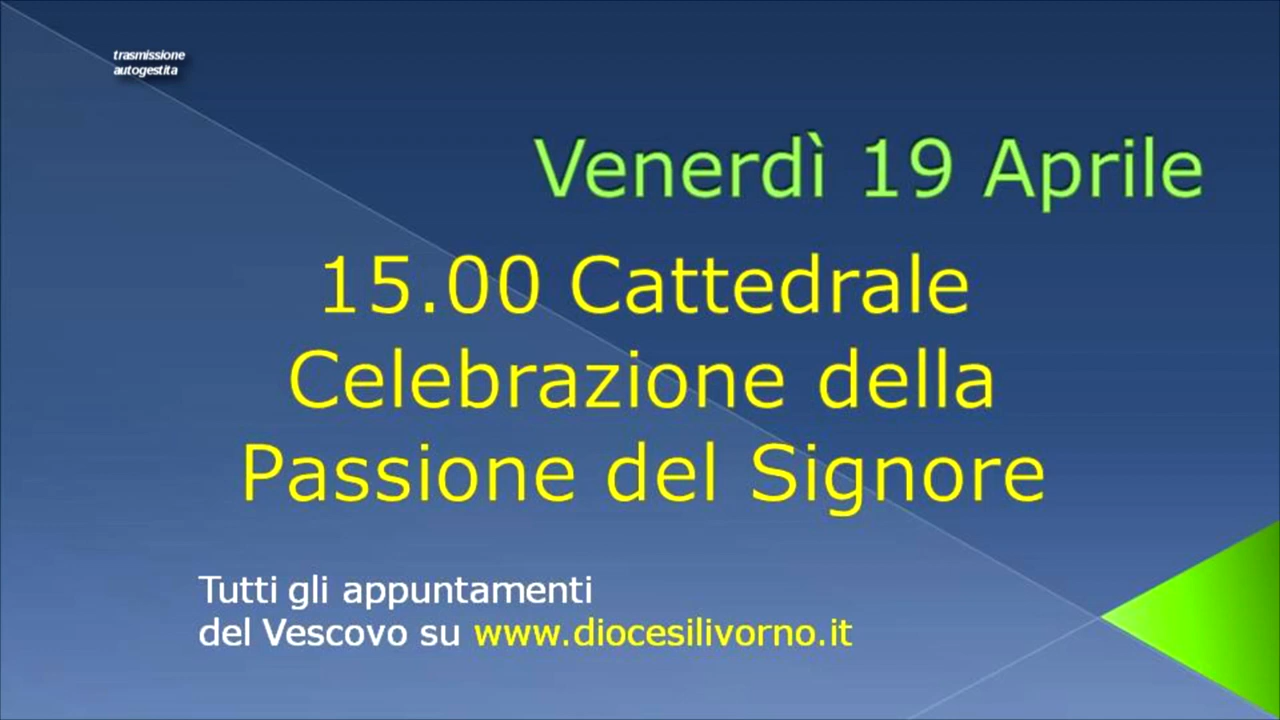 trasmissione
autogestita
Venerdì 19 Aprile
15.00 Cattedrale
Celebrazione della
Passione del Signore
Tutti gli appuntamenti
del Vescovo su www.diocesilivorno.it